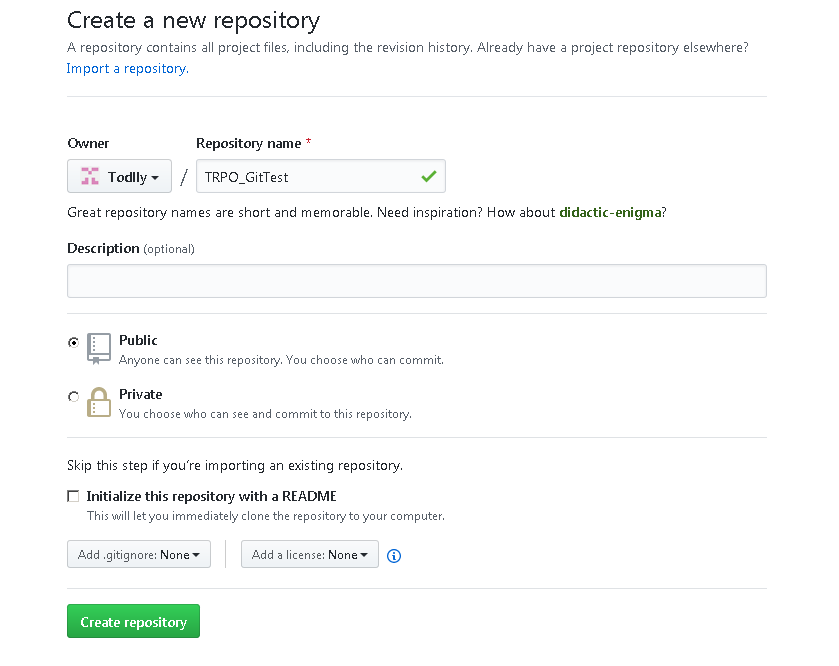 Create a new repository
A repository contains all project files, including the revision history. Already have a project repository elsewhere?
Import a repository.
Owner
Repository name *
Todlly
/
TRPO_GitTest
Great repository names are short and memorable. Need inspiration? How about didactic-enigma?
Description (optional)
Public
Anyone can see this repository. You choose who can commit.
Private
You choose who can see and commit to this repository.
Skip this step if you're importing an existing repository.
Initialize this repository with a README
This will let you immediately clone the repository to your computer.
Add .gitignore: None
Add a license: None
Create repository